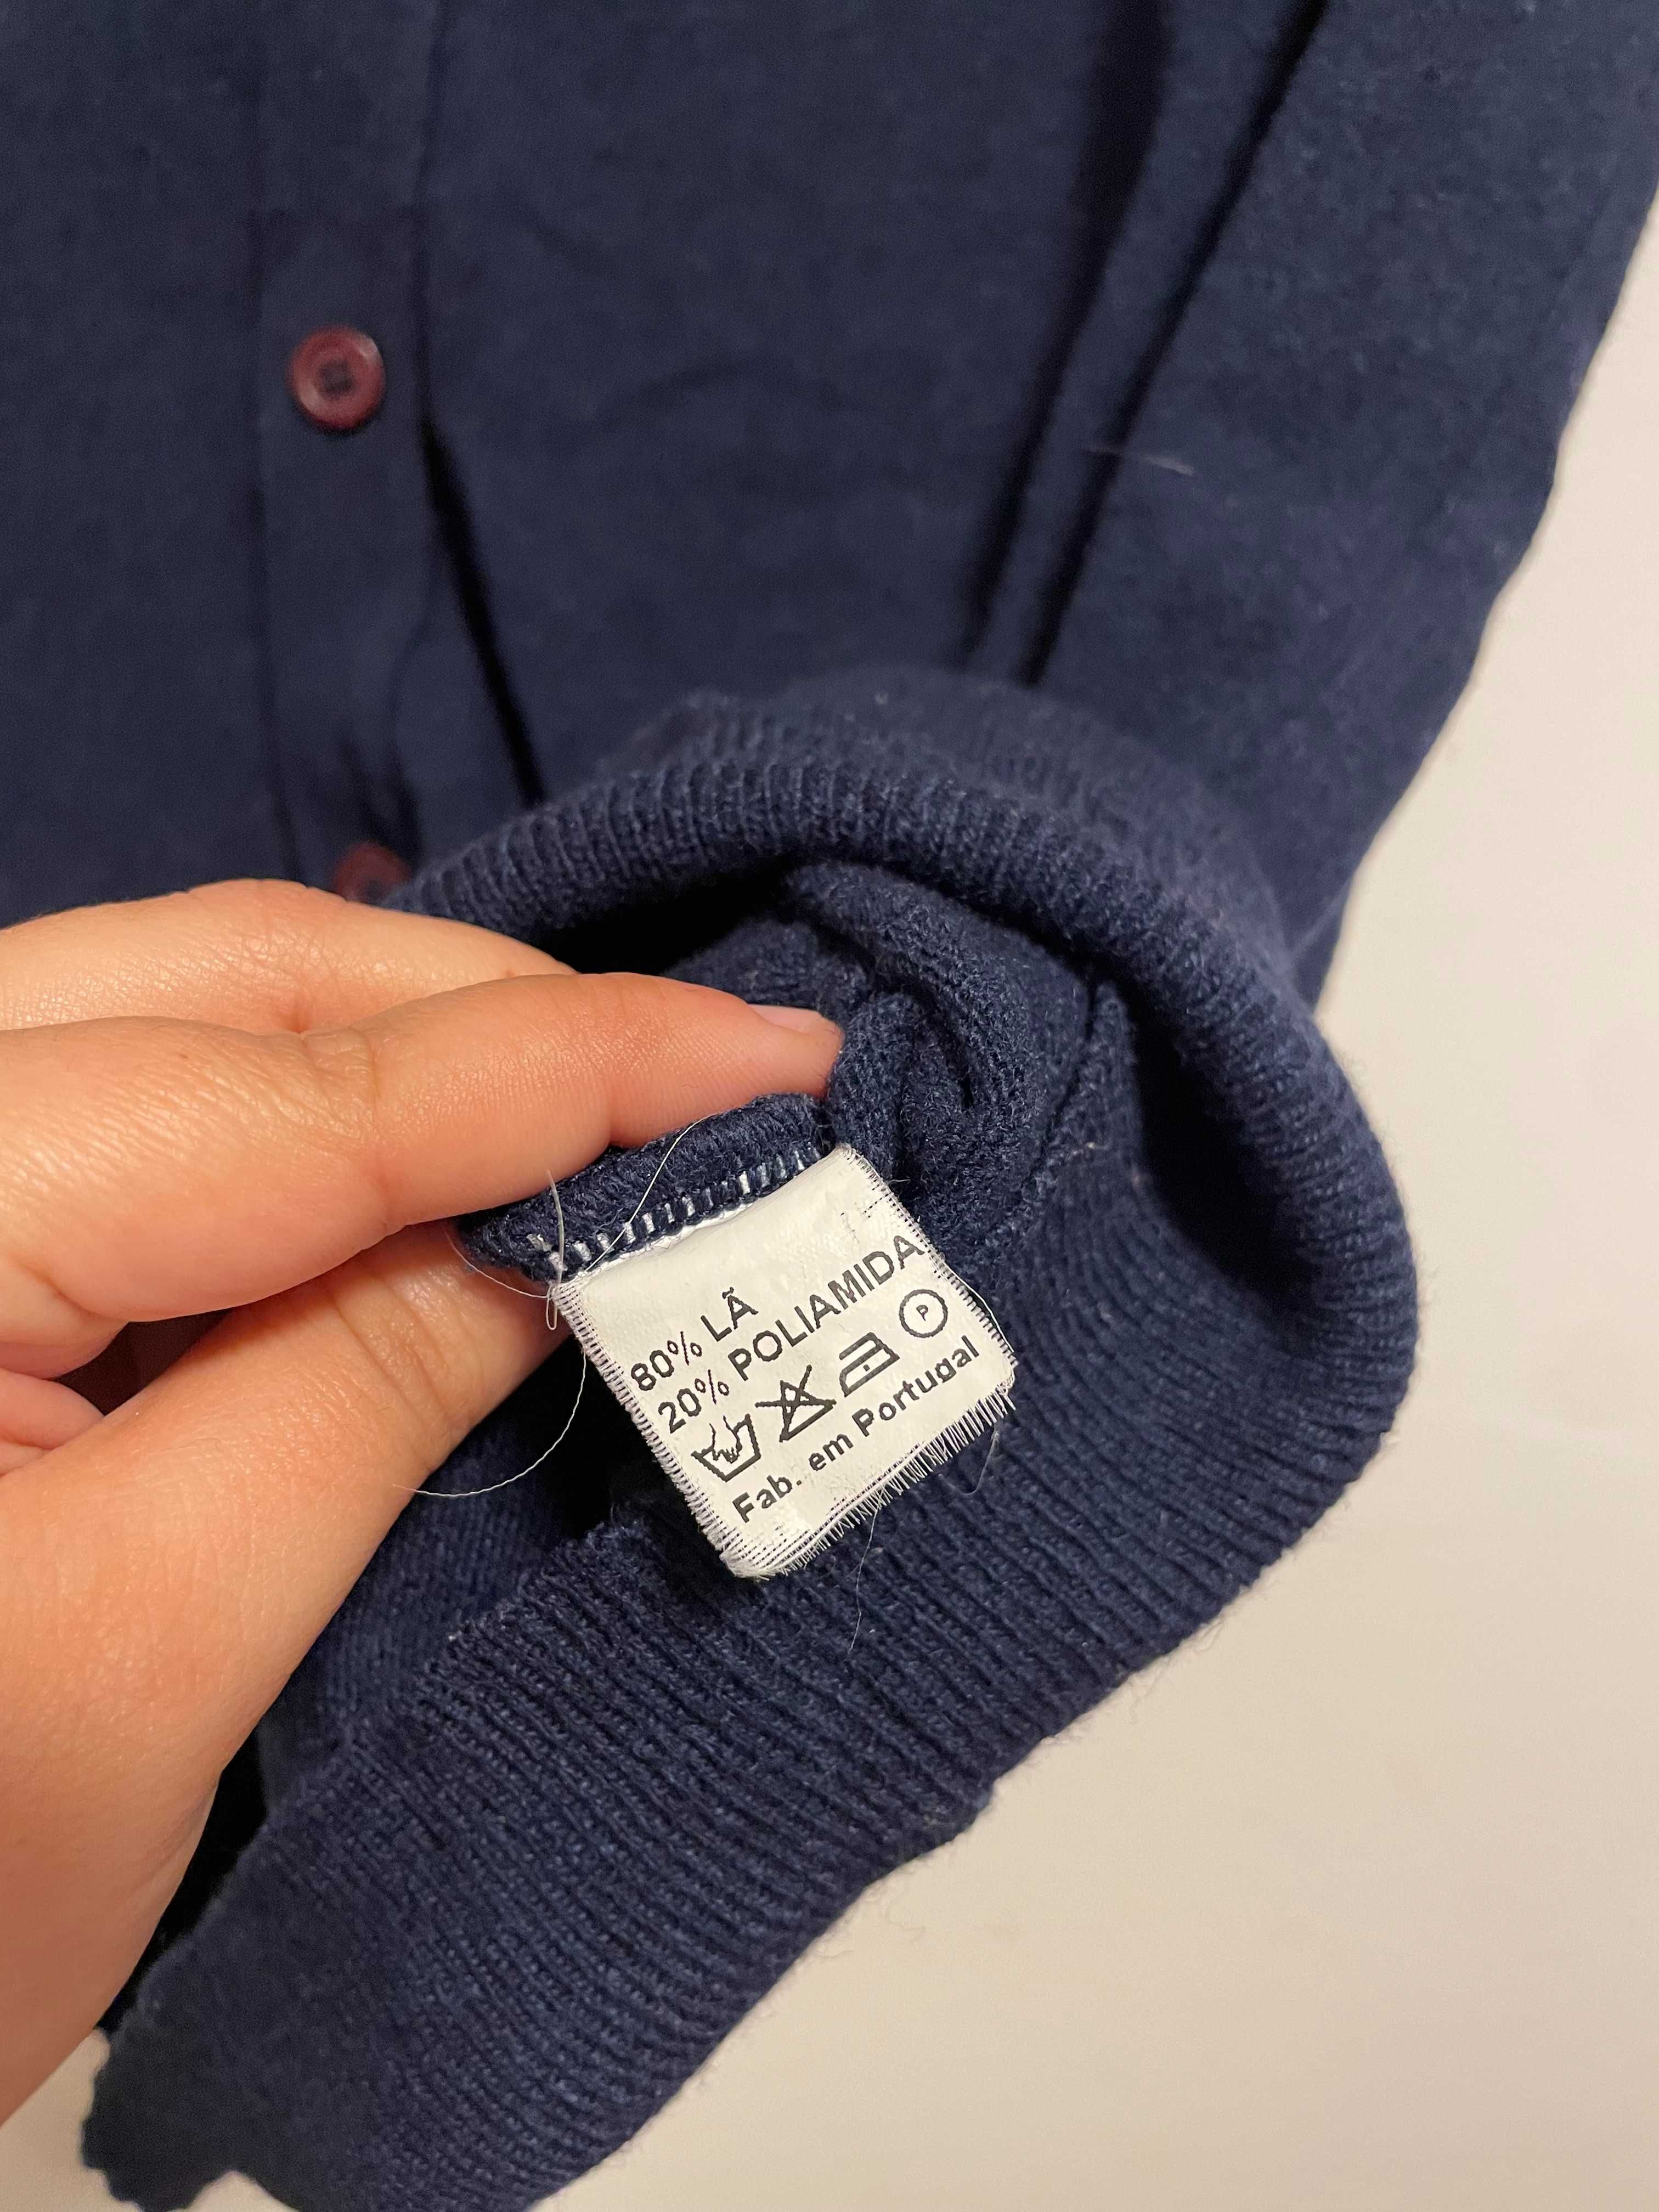 80% LÃ
20% POLIAMIDA
P
Fab. em Portugal